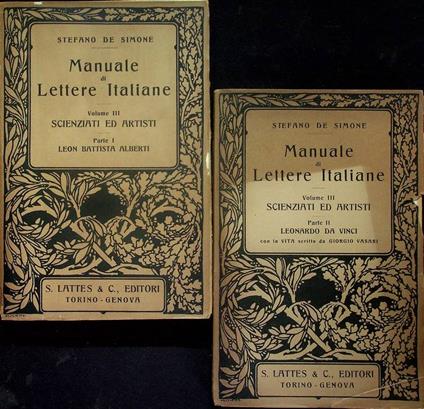 STEFANO DE SIMONE
Manuale
di
Lettere Italiane
Volume III
SCIENZIATI ED ARTISTI
Parte I
LEON BATTISTA ALBERTI
S. LATTES & C., EDITORI
TORINO - GENOVA
STEFANO DE SIMONE
Manuale
di
Lettere Italiane
Volume III
SCIENZIATI ED ARTISTI
Parte II
LEONARDO DA VINCI
con la VITA scritta da GIORGIO VASARI
S. LATTES & C., EDITORI
TORINO - GENOVA